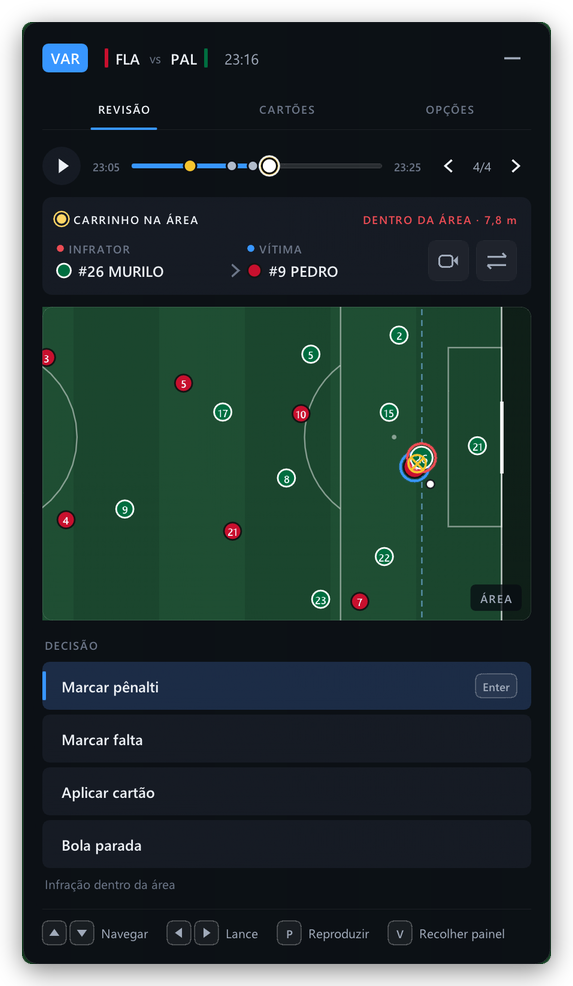 VAR FLA vs PAL 23:16
REVISÃO CARTÕES OPÇÕES
23:05 23:25 4/4
CARRINHO NA ÁREA DENTRO DA ÁREA · 7,8 m
INFRATOR VÍTIMA
#26 MURILO #9 PEDRO
2
5
3
5
17 10 15
21
8
9
4 21
22
23 7
ÁREA
DECISÃO
Marcar pênalti Enter
Marcar falta
Aplicar cartão
Bola parada
Infração dentro da área
Navegar Lance P Reproduzir V Recolher painel